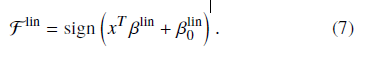 ℱ^lin = sign (x^T β^lin + β_0^lin). (7)